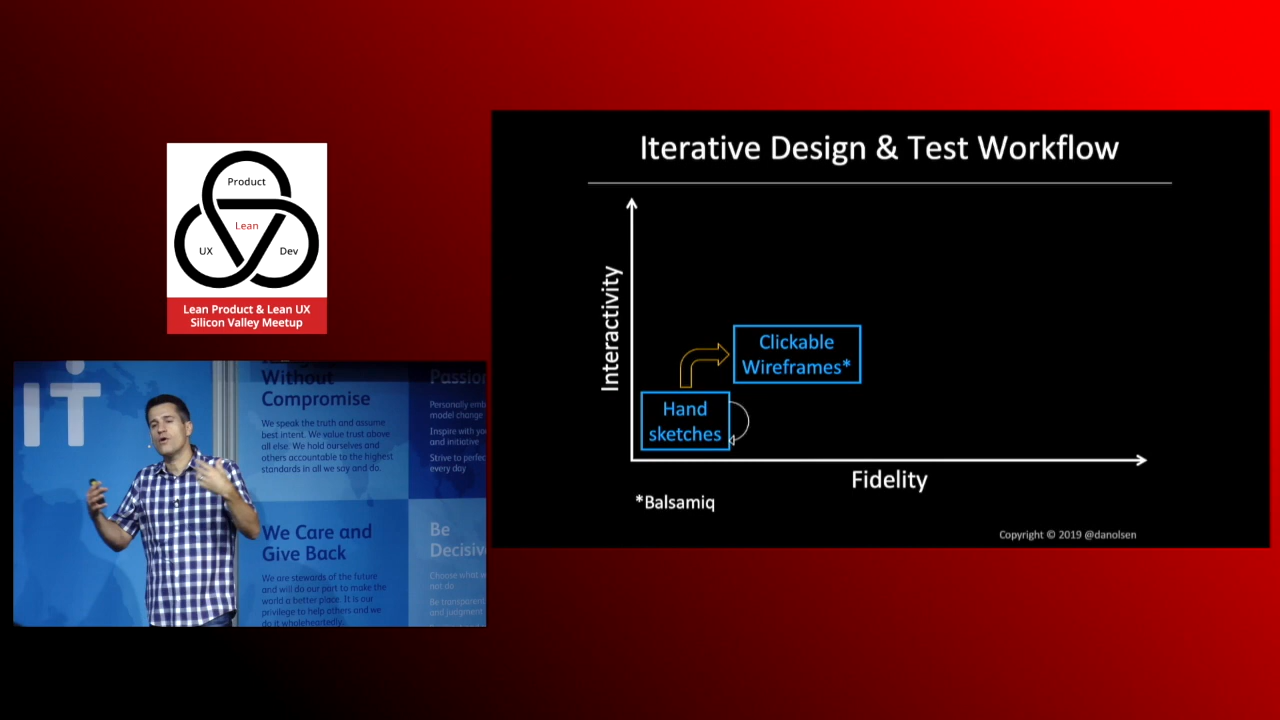 Product
Lean
UX
Dev
Lean Product & Lean UX
Silicon Valley Meetup
IT
Without
Compromise
We speak the truth and assume
best intent. We value trust above
all else. We hold ourselves and
others accountable to the highest
standards in all we say and do.
We Care and
Give Back
We are stewards of the future
and will do our part to make the
world a better place. It is our
privilege to help others and we
do it wholeheartedly.
Passion
Personally emb
model change
Inspire with yo
and initiative
Strive to perfec
every day
Be
Decisiv
Choose what w
not do
Be transparen
and judgment
Iterative Design & Test Workflow
Interactivity
Clickable
Wireframes*
Hand
sketches
Fidelity
*Balsamiq
Copyright © 2019 @danolsen